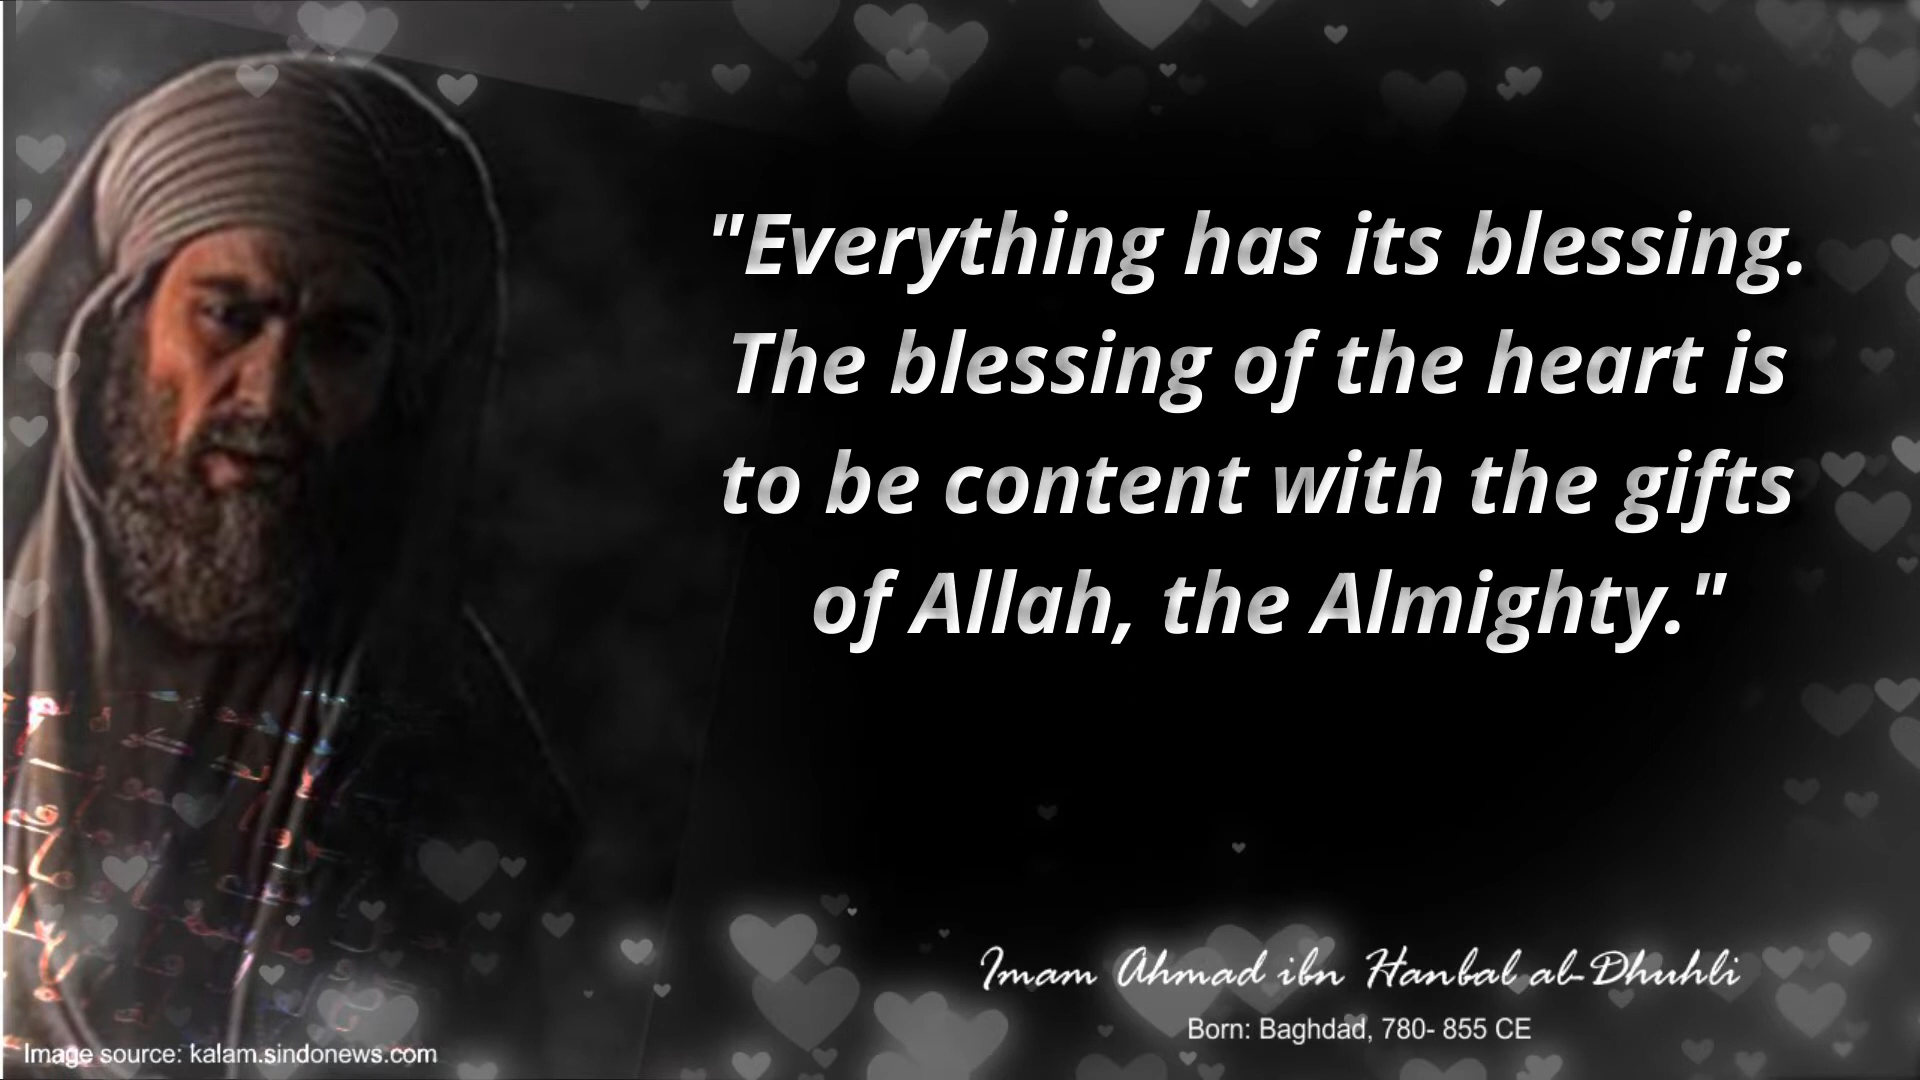 "Everything has its blessing.
The blessing of the heart is
to be content with the gifts
of Allah, the Almighty."
Imam Ahmad ibn Hanbal al-Dhuhli
Born: Baghdad, 780- 855 CE
Image source: kalam.sindonews.com